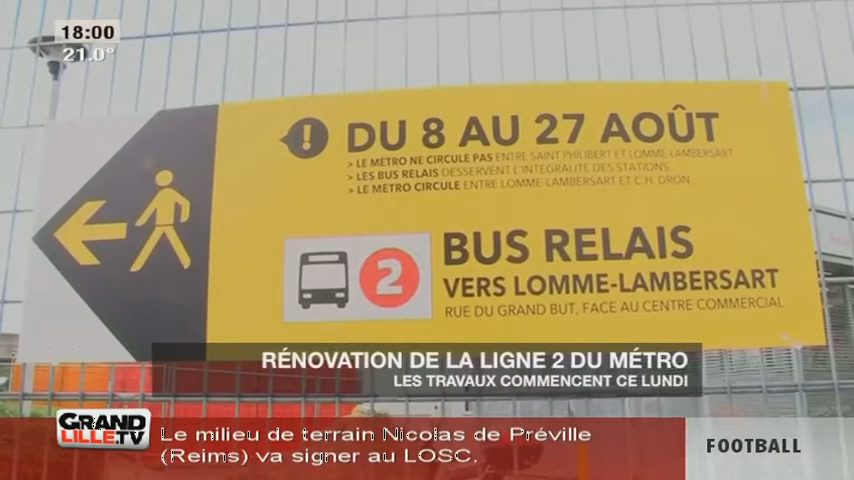 18:00
21.0°
! DU 8 AU 27 AOÛT
> LE MÉTRO NE CIRCULE PAS ENTRE SAINT PHILIBERT ET LOMME-LAMBERSART
> LES BUS RELAIS DESSERVENT L'INTÉGRALITÉ DES STATIONS
> LE MÉTRO CIRCULE ENTRE LOMME-LAMBERSART ET C.H. DRON
2 BUS RELAIS
VERS LOMME-LAMBERSART
RUE DU GRAND BUT, FACE AU CENTRE COMMERCIAL
RÉNOVATION DE LA LIGNE 2 DU MÉTRO
LES TRAVAUX COMMENCENT CE LUNDI
GRAND
LILLE.TV
Le milieu de terrain Nicolas de Préville
(Reims) va signer au LOSC.
FOOTBALL